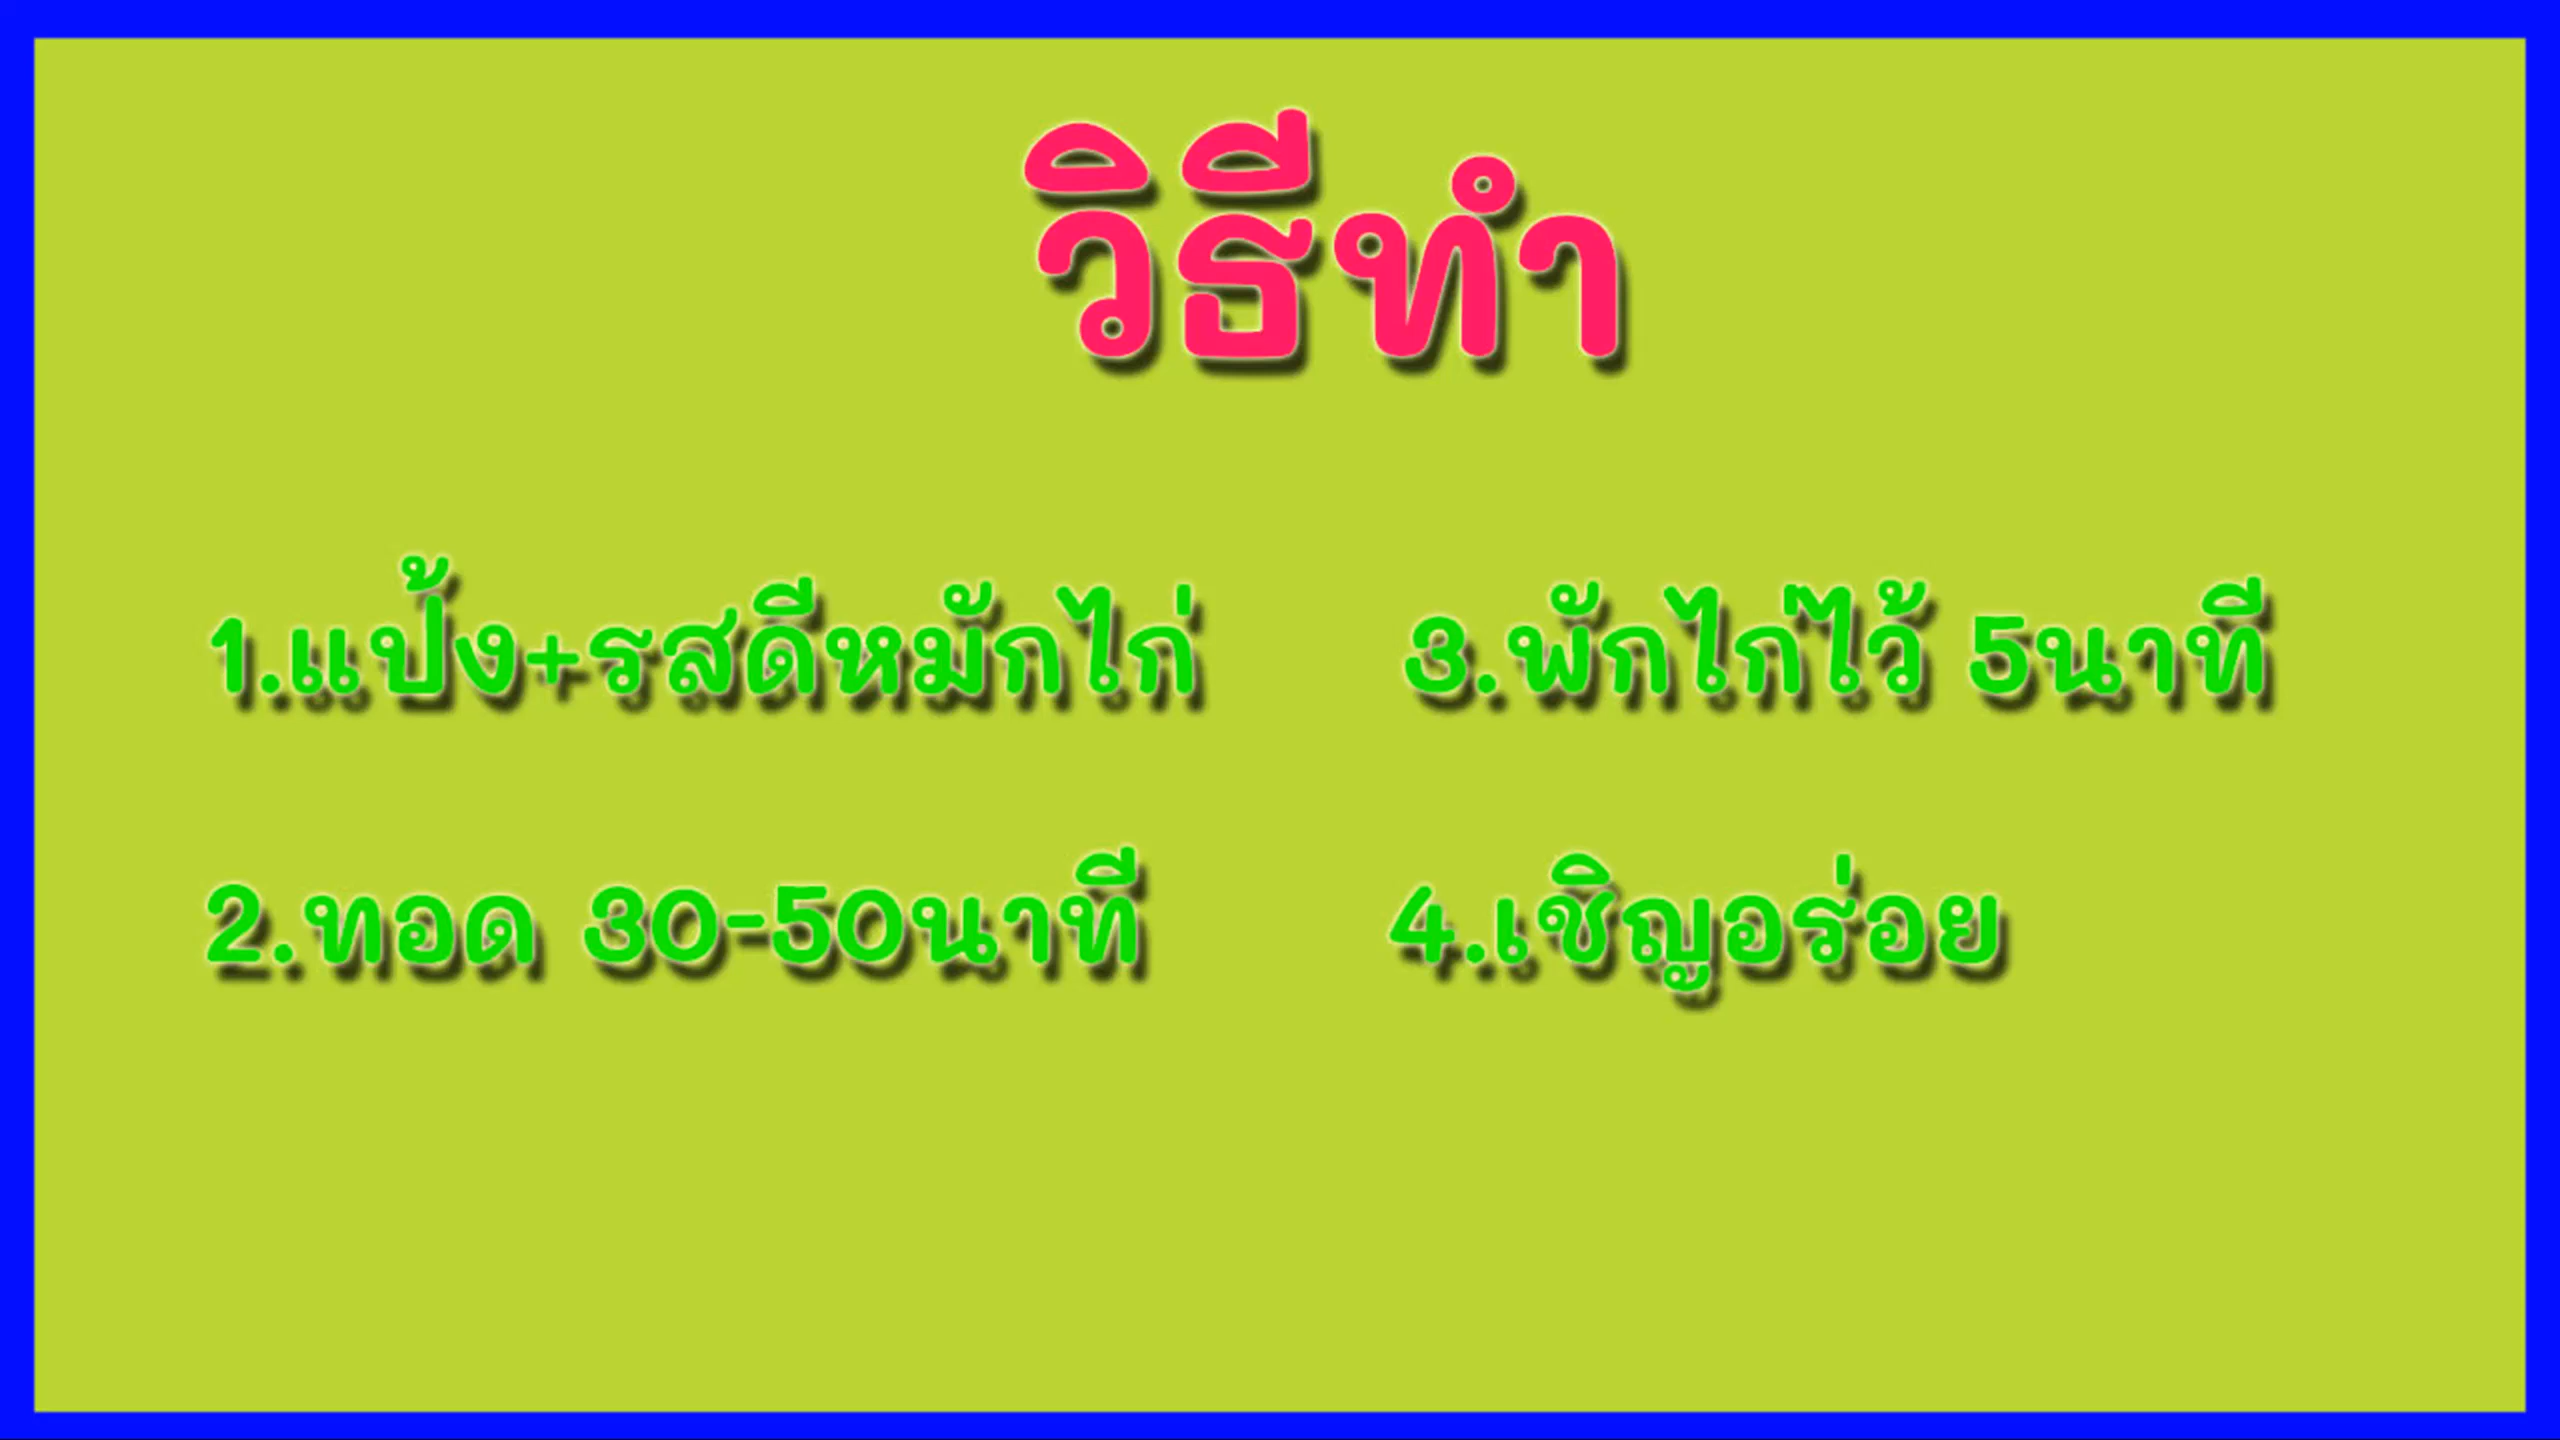 วิธีทำ
1.แป้ง+รสดีหมักไก่
2.ทอด 30-50นาที
3.พักไก่ไว้ 5นาที
4.เชิญอร่อย